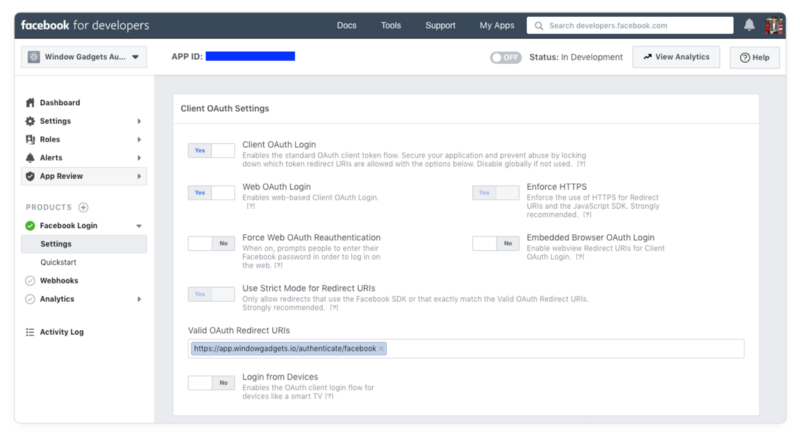 facebook for developers
Docs
Tools
Support
My Apps
Search developers.facebook.com
Window Gadgets Au...
APP ID:
OFF
Status: In Development
View Analytics
Help
Dashboard
Settings
Roles
Alerts
App Review
PRODUCTS
Facebook Login
Settings
Quickstart
Webhooks
Analytics
Activity Log
Client OAuth Settings
Yes
Client OAuth Login
Enables the standard OAuth client token flow. Secure your application and prevent abuse by locking
down which token redirect URIs are allowed with the options below. Disable globally if not used. [?]
Yes
Web OAuth Login
Enables web-based Client OAuth Login.
[?]
Yes
Enforce HTTPS
Enforce the use of HTTPS for Redirect
URIs and the JavaScript SDK. Strongly
recommended. [?]
No
Force Web OAuth Reauthentication
When on, prompts people to enter their
Facebook password in order to log in on
the web. [?]
No
Embedded Browser OAuth Login
Enable webview Redirect URIs for Client
OAuth Login. [?]
Yes
Use Strict Mode for Redirect URIs
Only allow redirects that use the Facebook SDK or that exactly match the Valid OAuth Redirect URIs.
Strongly recommended. [?]
Valid OAuth Redirect URIs
https://app.windowgadgets.io/authenticate/facebook ×
No
Login from Devices
Enables the OAuth client login flow for
devices like a smart TV [?]